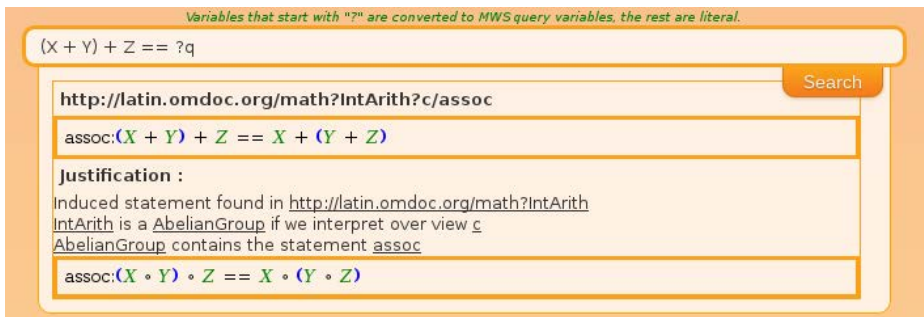 Variables that start with "?" are converted to MWS query variables, the rest are literal.
(X + Y) + Z == ?q
Search
http://latin.omdoc.org/math?IntArith?c/assoc
assoc:(X + Y) + Z == X + (Y + Z)
Justification :
Induced statement found in http://latin.omdoc.org/math?IntArith
IntArith is a AbelianGroup if we interpret over view c
AbelianGroup contains the statement assoc
assoc:(X ∘ Y) ∘ Z == X ∘ (Y ∘ Z)